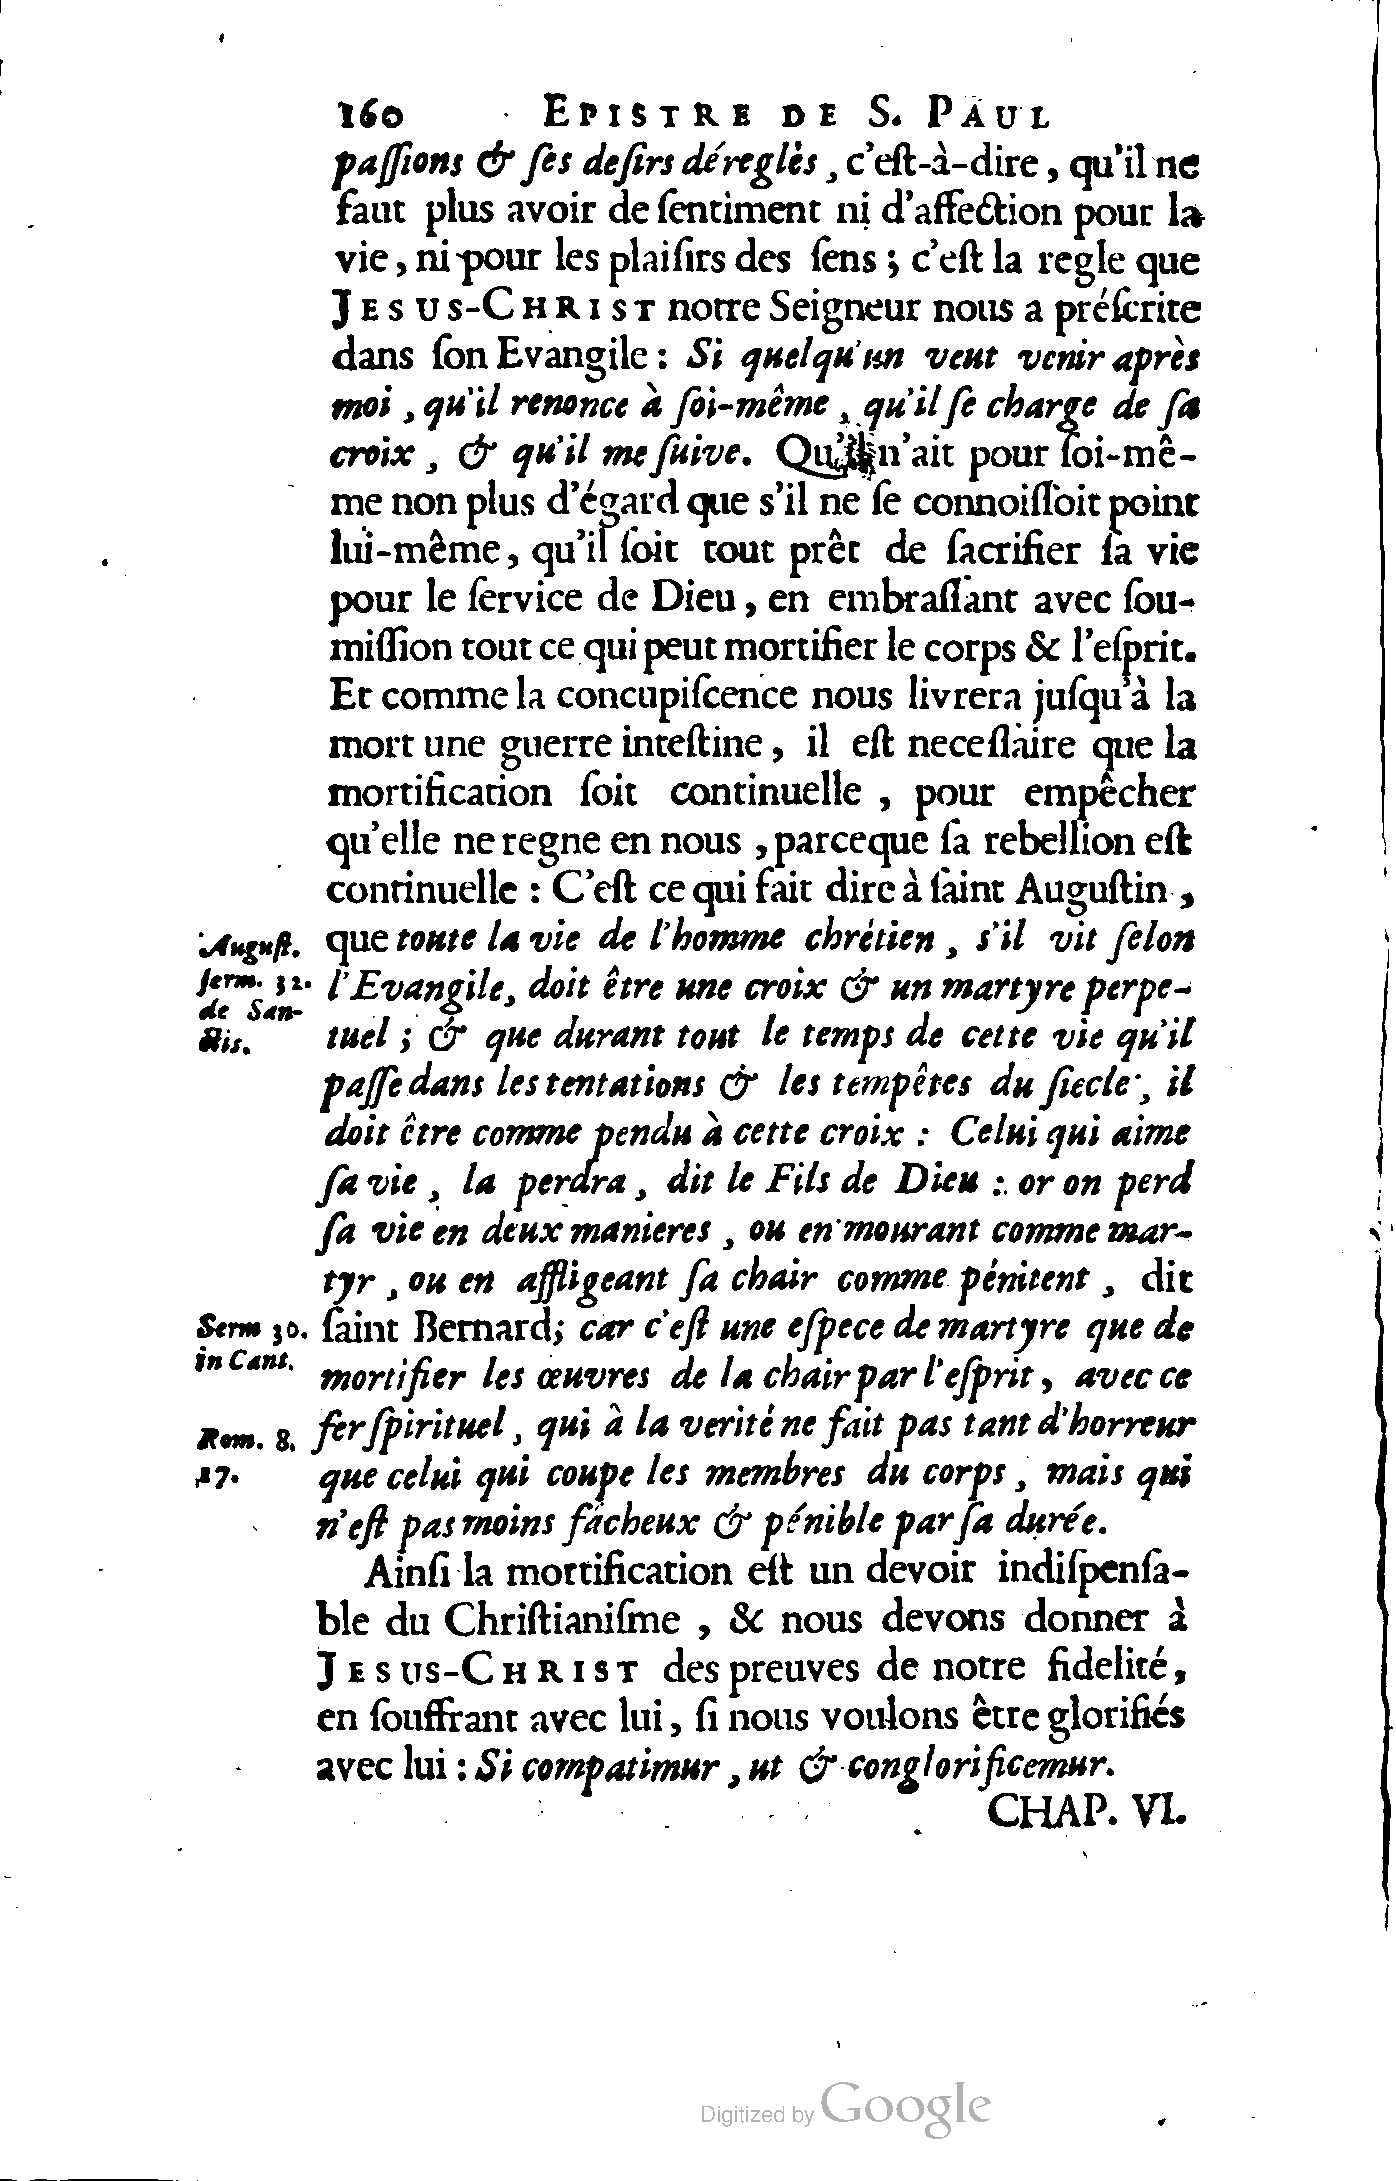 160 EPISTRE DE S. PAUL
paſſions & ſes deſirs déreglès, c'eſt-à-dire, qu'il ne
faut plus avoir de ſentiment ni d'affection pour la
vie, ni pour les plaiſirs des ſens; c'eſt la regle que
JESUS-CHRIST notre Seigneur nous a préſcrite
dans ſon Evangile: Si quelqu'un veut venir après
moi, qu'il renonce à ſoi-même, qu'il ſe charge de ſa
croix, & qu'il me ſuive. Qu'il n'ait pour ſoi-mê-
me non plus d'égard que s'il ne ſe connoiſſoit point
lui-même, qu'il ſoit tout prêt de ſacrifier ſa vie
pour le ſervice de Dieu, en embraſſant avec ſou-
miſſion tout ce qui peut mortifier le corps & l'eſprit.
Et comme la concupiſcence nous livrera juſqu'à la
mort une guerre inteſtine, il eſt neceſſaire que la
mortification ſoit continuelle, pour empêcher
qu'elle ne regne en nous, parceque ſa rebellion eſt
continuelle: C'eſt ce qui fait dire à ſaint Auguſtin,
que toute la vie de l'homme chrétien, s'il vit ſelon
l'Evangile, doit être une croix & un martyre perpe-
tuel; & que durant tout le temps de cette vie qu'il
paſſe dans les tentations & les tempêtes du ſiecle, il
doit être comme pendu à cette croix: Celui qui aime
ſa vie, la perdra, dit le Fils de Dieu: or on perd
ſa vie en deux manieres, ou en mourant comme mar-
tyr, ou en affligeant ſa chair comme pénitent, dit
ſaint Bernard; car c'eſt une eſpece de martyre que de
mortifier les œuvres de la chair par l'eſprit, avec ce
fer ſpirituel, qui à la verité ne fait pas tant d'horreur
que celui qui coupe les membres du corps, mais qui
n'eſt pas moins fâcheux & pénible par ſa durée.
Ainſi la mortification eſt un devoir indiſpenſa-
ble du Chriſtianiſme, & nous devons donner à
JESUS-CHRIST des preuves de notre fidelité,
en ſouffrant avec lui, ſi nous voulons être glorifiés
avec lui: Si compatimur, ut & conglorificemur.
CHAP. VI.
Auguſt.
ſerm. 32.
de San-
ctis.
Serm 30.
in Cant.
Rom. 8.
17.
Digitized by Google